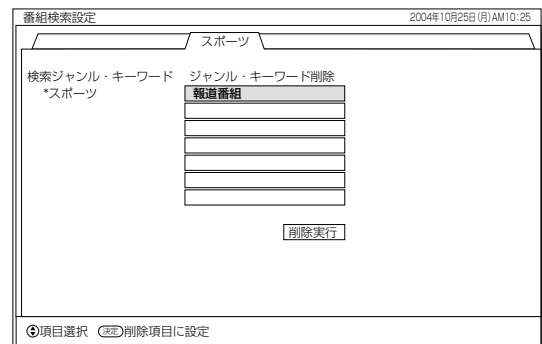 番組検索設定 2004年10月25日(月)AM10:25
スポーツ
検索ジャンル・キーワード ジャンル・キーワード削除
*スポーツ 報道番組
削除実行
項目選択 決定 削除項目に設定